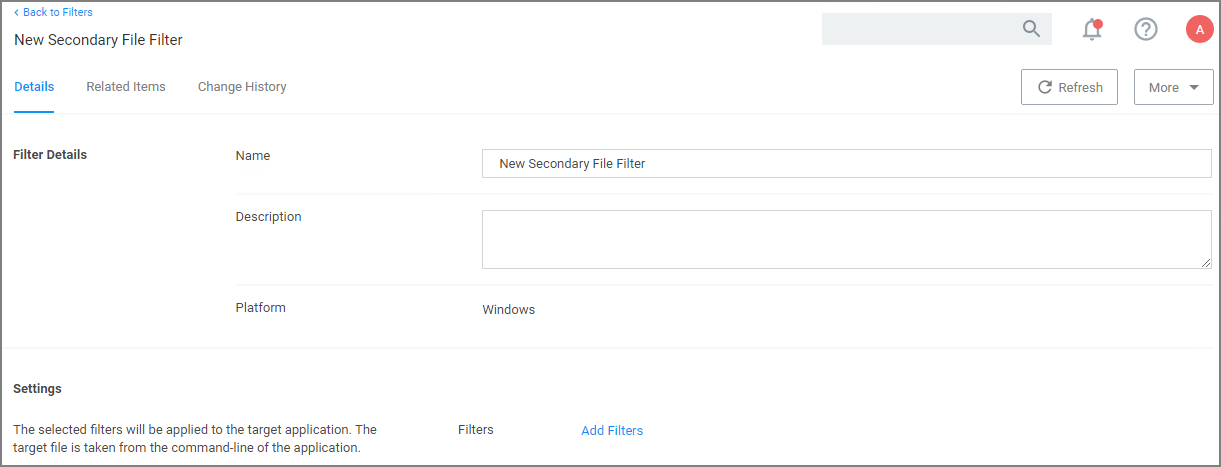 Back to Filters
New Secondary File Filter
A
Details Related Items Change History
Refresh More
Filter Details
Name
New Secondary File Filter
Description
Platform
Windows
Settings
The selected filters will be applied to the target application. The
target file is taken from the command-line of the application.
Filters
Add Filters